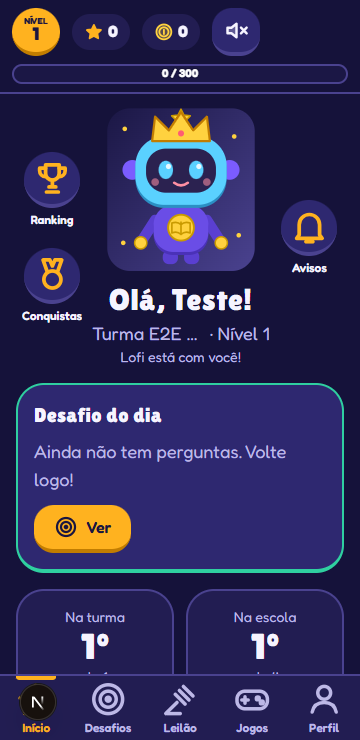 NÍVEL
1
0
0
0 / 300
Ranking
Conquistas
Avisos
Olá, Teste!
Turma E2E ... · Nível 1
Lofi está com você!
Desafio do dia
Ainda não tem perguntas. Volte
logo!
Ver
Na turma
1º
Na escola
1º
N
Início
Desafios
Leilão
Jogos
Perfil